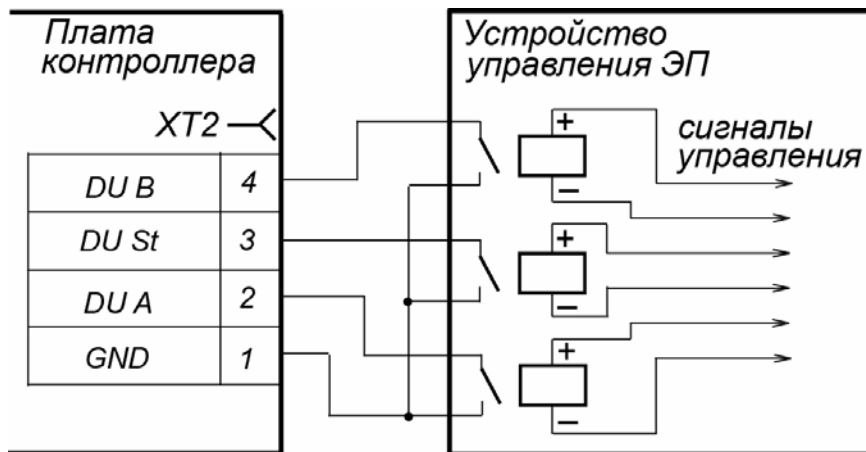 Плата
контроллера
XT2
DU B 4
DU St 3
DU A 2
GND 1
Устройство
управления ЭП
сигналы
управления
+
−
+
−
+
−